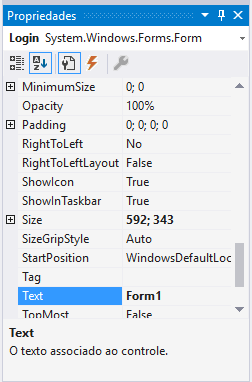 Propriedades
Login System.Windows.Forms.Form
MinimumSize 0; 0
Opacity 100%
Padding 0; 0; 0; 0
RightToLeft No
RightToLeftLayout False
ShowIcon True
ShowInTaskbar True
Size 592; 343
SizeGripStyle Auto
StartPosition WindowsDefaultLoc
Tag
Text Form1
TopMost False
Text
O texto associado ao controle.